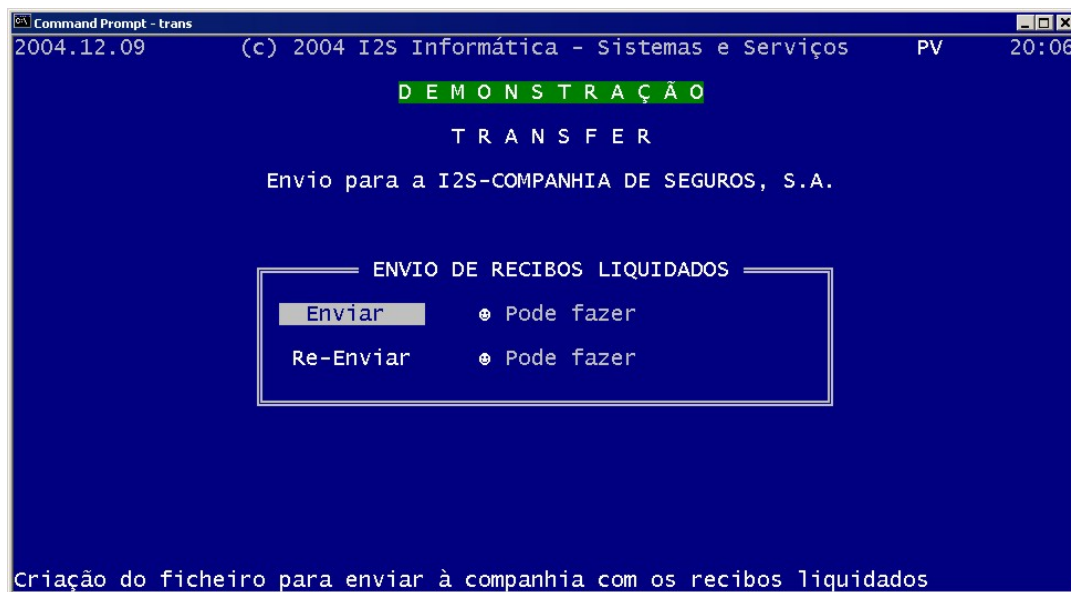 Command Prompt - trans
2004.12.09 (c) 2004 I2S Informática - Sistemas e Serviços PV 20:06
D E M O N S T R A Ç Ã O
T R A N S F E R
Envio para a I2S-COMPANHIA DE SEGUROS, S.A.
ENVIO DE RECIBOS LIQUIDADOS
Enviar ☻ Pode fazer
Re-Enviar ☻ Pode fazer
Criação do ficheiro para enviar à companhia com os recibos liquidados